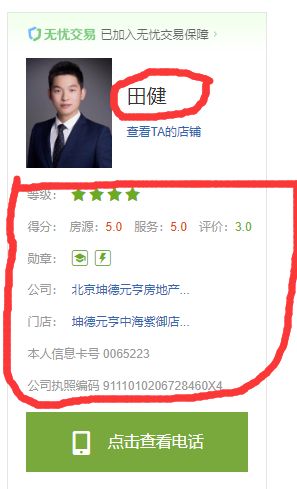 无忧交易 已加入无忧交易保障 >
田健
查看TA的店铺
等级：
得分： 房源：5.0 服务：5.0 评价：3.0
勋章：
公司： 北京坤德元亨房地产...
门店： 坤德元亨中海紫御店...
本人信息卡号 0065223
公司执照编码 9111010206728460X4
点击查看电话